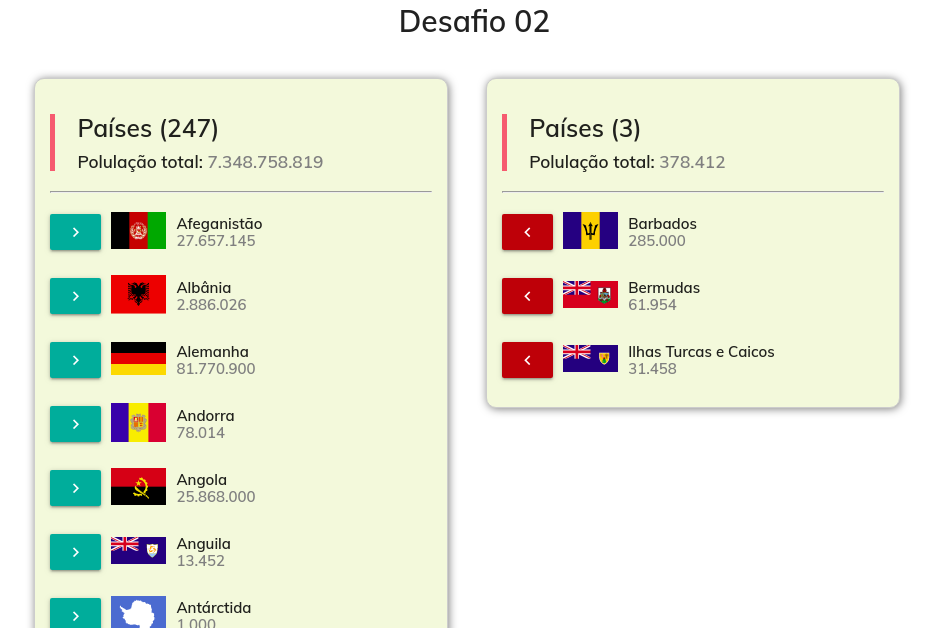 Desafio 02
Países (247)
Polulação total: 7.348.758.819
Afeganistão
27.657.145
Albânia
2.886.026
Alemanha
81.770.900
Andorra
78.014
Angola
25.868.000
Anguila
13.452
Antárctida
1.000
Países (3)
Polulação total: 378.412
Barbados
285.000
Bermudas
61.954
Ilhas Turcas e Caicos
31.458